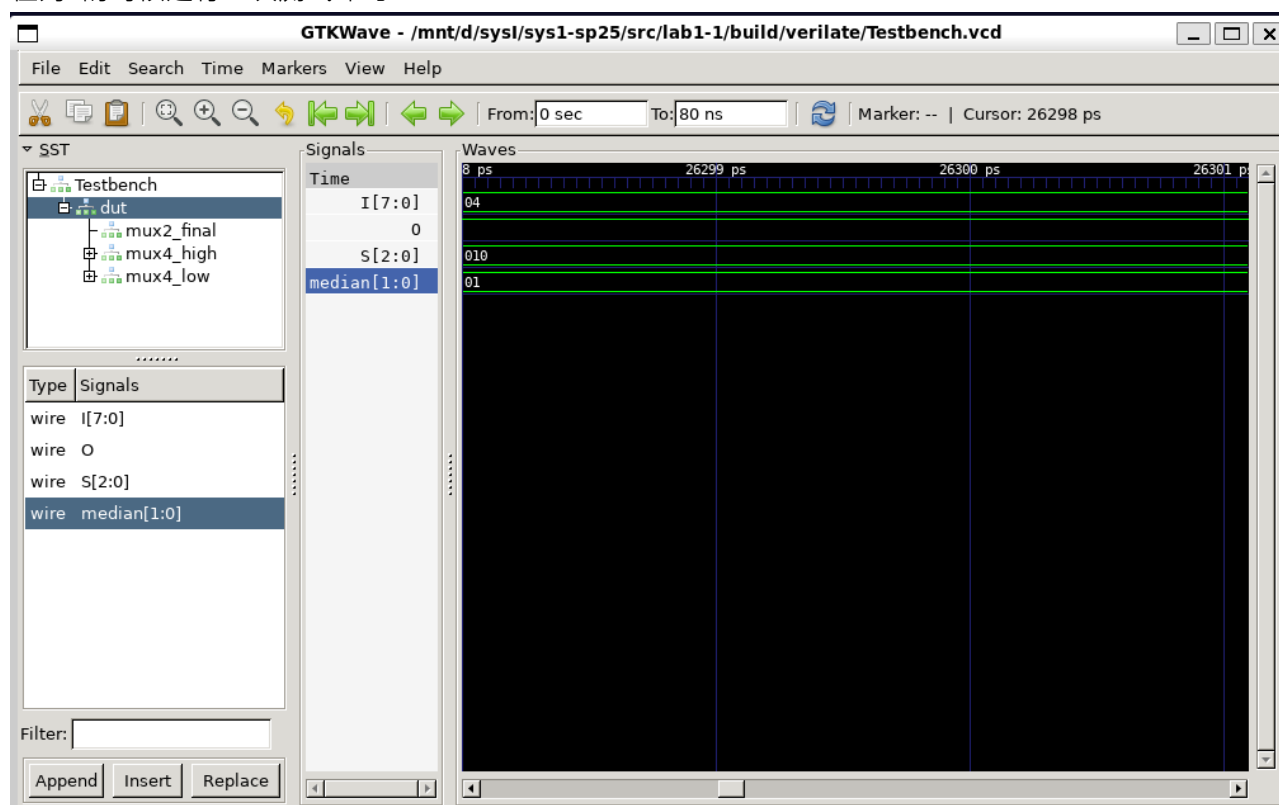 GTKWave - /mnt/d/sysI/sys1-sp25/src/lab1-1/build/verilate/Testbench.vcd
File Edit Search Time Markers View Help
From: 0 sec To: 80 ns Marker: -- | Cursor: 26298 ps
SST
Testbench
dut
mux2_final
mux4_high
mux4_low
Type Signals
wire I[7:0]
wire O
wire S[2:0]
wire median[1:0]
Filter:
Append Insert Replace
Signals
Time
I[7:0]
O
S[2:0]
median[1:0]
Waves
8 ps 26299 ps 26300 ps 26301 ps
04
010
01